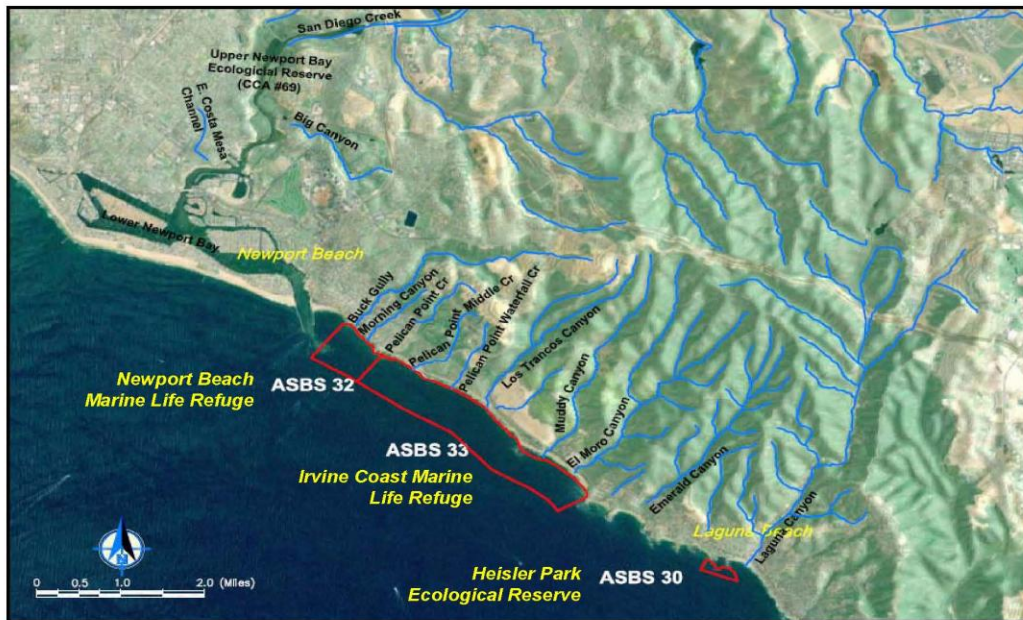 San Diego Creek
Upper Newport Bay
Ecologicial Reserve
(CCA #69)
E. Costa Mesa
Channel
Big Canyon
Lower Newport Bay
Newport Beach
Buck Gully
Morning Canyon
Pelican Point Cr
Pelican Point Middle Cr
Pelican Point Waterfall Cr
Los Trancos Canyon
Muddy Canyon
El Moro Canyon
Emerald Canyon
Laguna Canyon
Laguna Beach
Newport Beach
Marine Life Refuge
ASBS 32
ASBS 33
Irvine Coast Marine
Life Refuge
Heisler Park
Ecological Reserve
ASBS 30
N
0 0.5 1.0 2.0 (Miles)